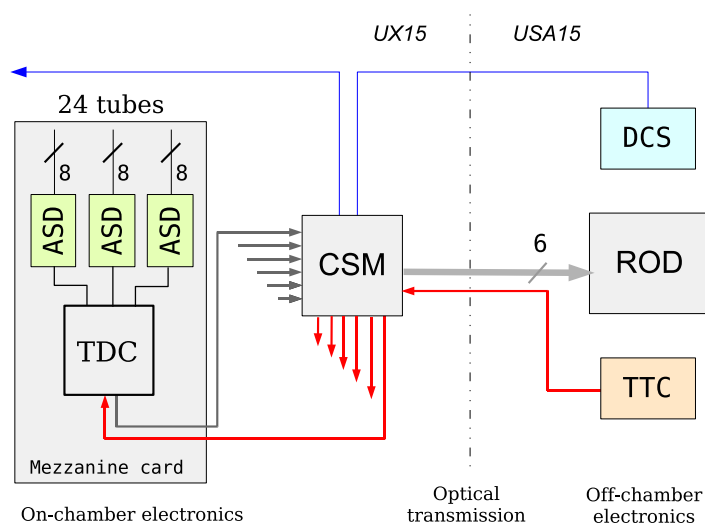 UX15
USA15
24 tubes
8
8
8
ASD
ASD
ASD
TDC
Mezzanine card
CSM
6
DCS
ROD
TTC
On-chamber electronics
Optical
transmission
Off-chamber
electronics